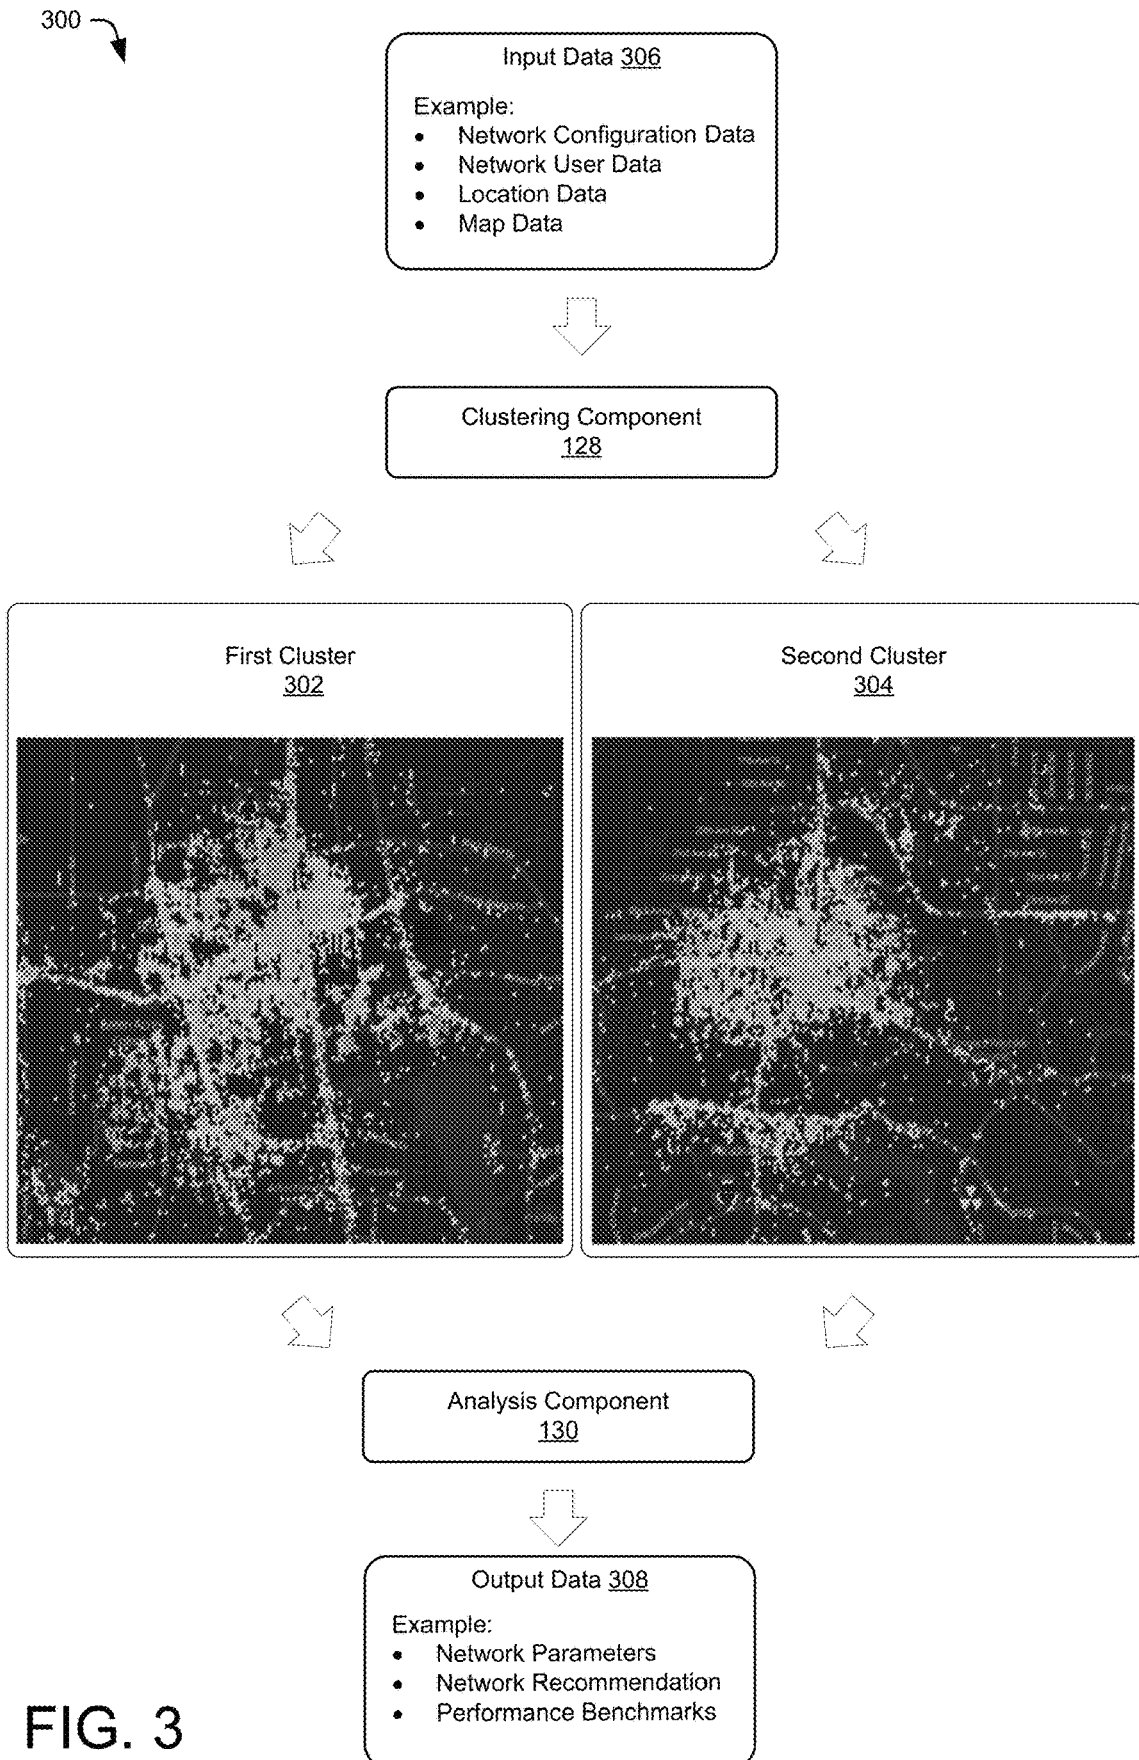 300
Input Data 306
Example:
• Network Configuration Data
• Network User Data
• Location Data
• Map Data
Clustering Component
128
First Cluster
302
Second Cluster
304
Analysis Component
130
Output Data 308
Example:
• Network Parameters
• Network Recommendation
• Performance Benchmarks
FIG. 3